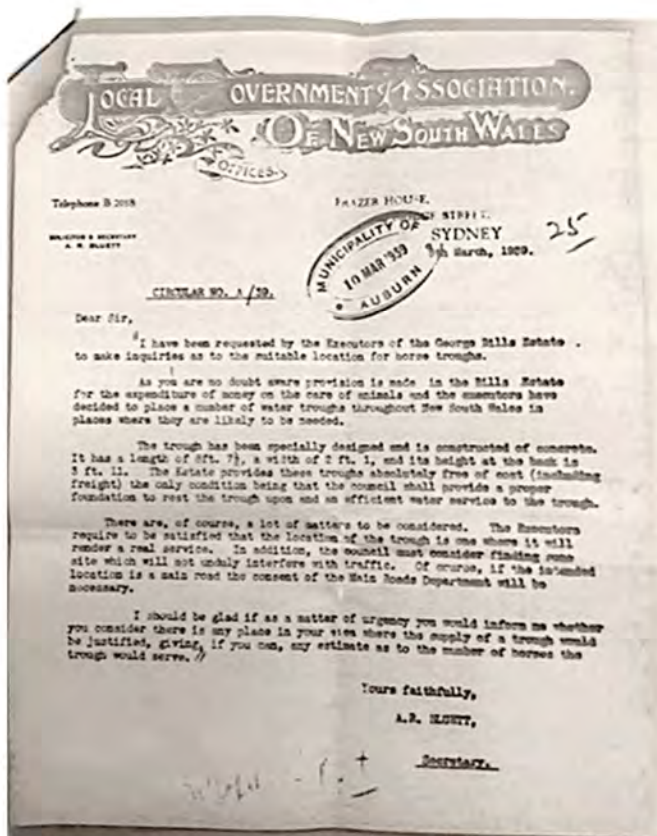 LOCAL GOVERNMENT ASSOCIATION.
OF NEW SOUTH WALES
OFFICES.
Telephone B 2058
FRAZER HOUSE,
STREET,
SYDNEY
25
SOLICITOR & SECRETARY
A. R. BLUETT
MUNICIPALITY OF
10 MAR 1939
AUBURN
March, 1939.
CIRCULAR NO. /39.
Dear Sir,
"I have been requested by the Executors of the George Bills Estate
to make inquiries as to the suitable location for horse troughs.
As you are no doubt aware provision is made in the Bills Estate
for the expenditure of money on the care of animals and the executors have
decided to place a number of water troughs throughout New South Wales in
places where they are likely to be needed.
The trough has been specially designed and is constructed of concrete.
It has a length of 8ft. 7½, a width of 2 ft. 1, and its height at the back is
3 ft. 11. The Estate provides these troughs absolutely free of cost (including
freight) the only condition being that the council shall provide a proper
foundation to rest the trough upon and an efficient water service to the trough.
There are, of course, a lot of matters to be considered. The Executors
require to be satisfied that the location of the trough is one where it will
render a real service. In addition, the council must consider finding some
site which will not unduly interfere with traffic. Of course, if the intended
location is a main road the consent of the Main Roads Department will be
necessary.
I should be glad if as a matter of urgency you would inform me whether
you consider there is any place in your view where the supply of a trough would
be justified, giving, if you can, any estimate as to the number of horses the
trough would serve."
Yours faithfully,
A.R. BLUETT,
Secretary.